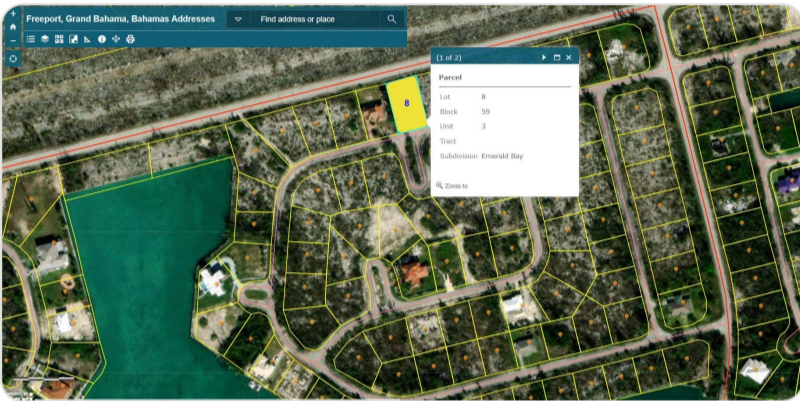 Freeport, Grand Bahama, Bahamas Addresses
Find address or place
(1 of 2)
Parcel
Lot 8
Block 59
Unit 3
Tract
Subdivision Emerald Bay
Zoom to
8